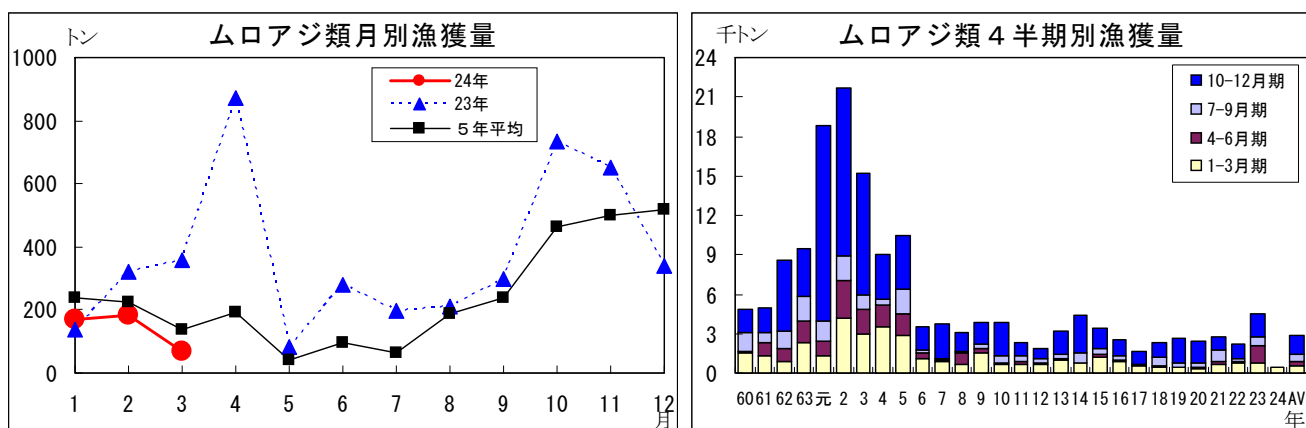 トン
ムロアジ類月別漁獲量
24年
23年
５年平均
1000
800
600
400
200
0
1 2 3 4 5 6 7 8 9 10 11 12
月
千トン
ムロアジ類４半期別漁獲量
10-12月期
7-9月期
4-6月期
1-3月期
24
21
18
15
12
9
6
3
0
60 61 62 63 元 2 3 4 5 6 7 8 9 10 11 12 13 14 15 16 17 18 19 20 21 22 23 24 AV
年